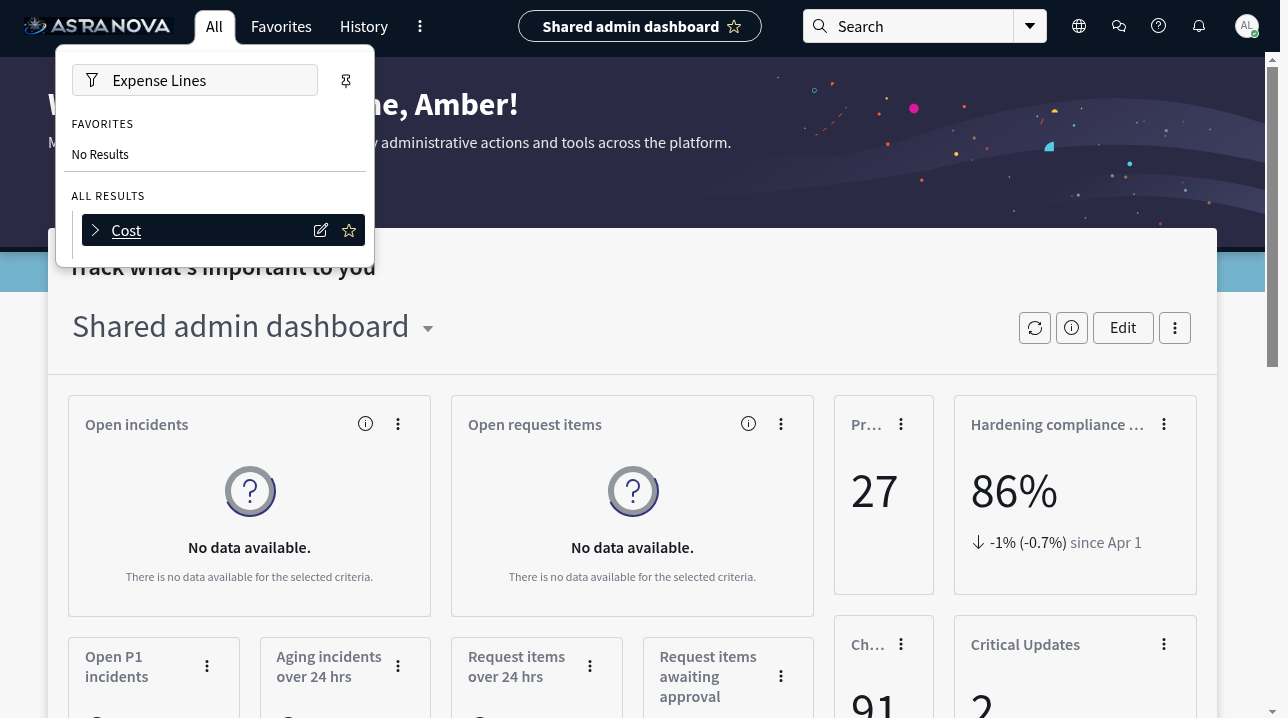 ASTRANOVA
All
Favorites
History
Shared admin dashboard
Search
AL
Expense Lines
FAVORITES
No Results
ALL RESULTS
Cost
me, Amber!
administrative actions and tools across the platform.
Track what's important to you
Shared admin dashboard
Edit
Open incidents
No data available.
There is no data available for the selected criteria.
Open request items
No data available.
There is no data available for the selected criteria.
Pr...
27
Hardening compliance ...
86%
-1% (-0.7%) since Apr 1
Open P1
incidents
Aging incidents
over 24 hrs
Request items
over 24 hrs
Request items
awaiting
approval
Ch...
91
Critical Updates
2